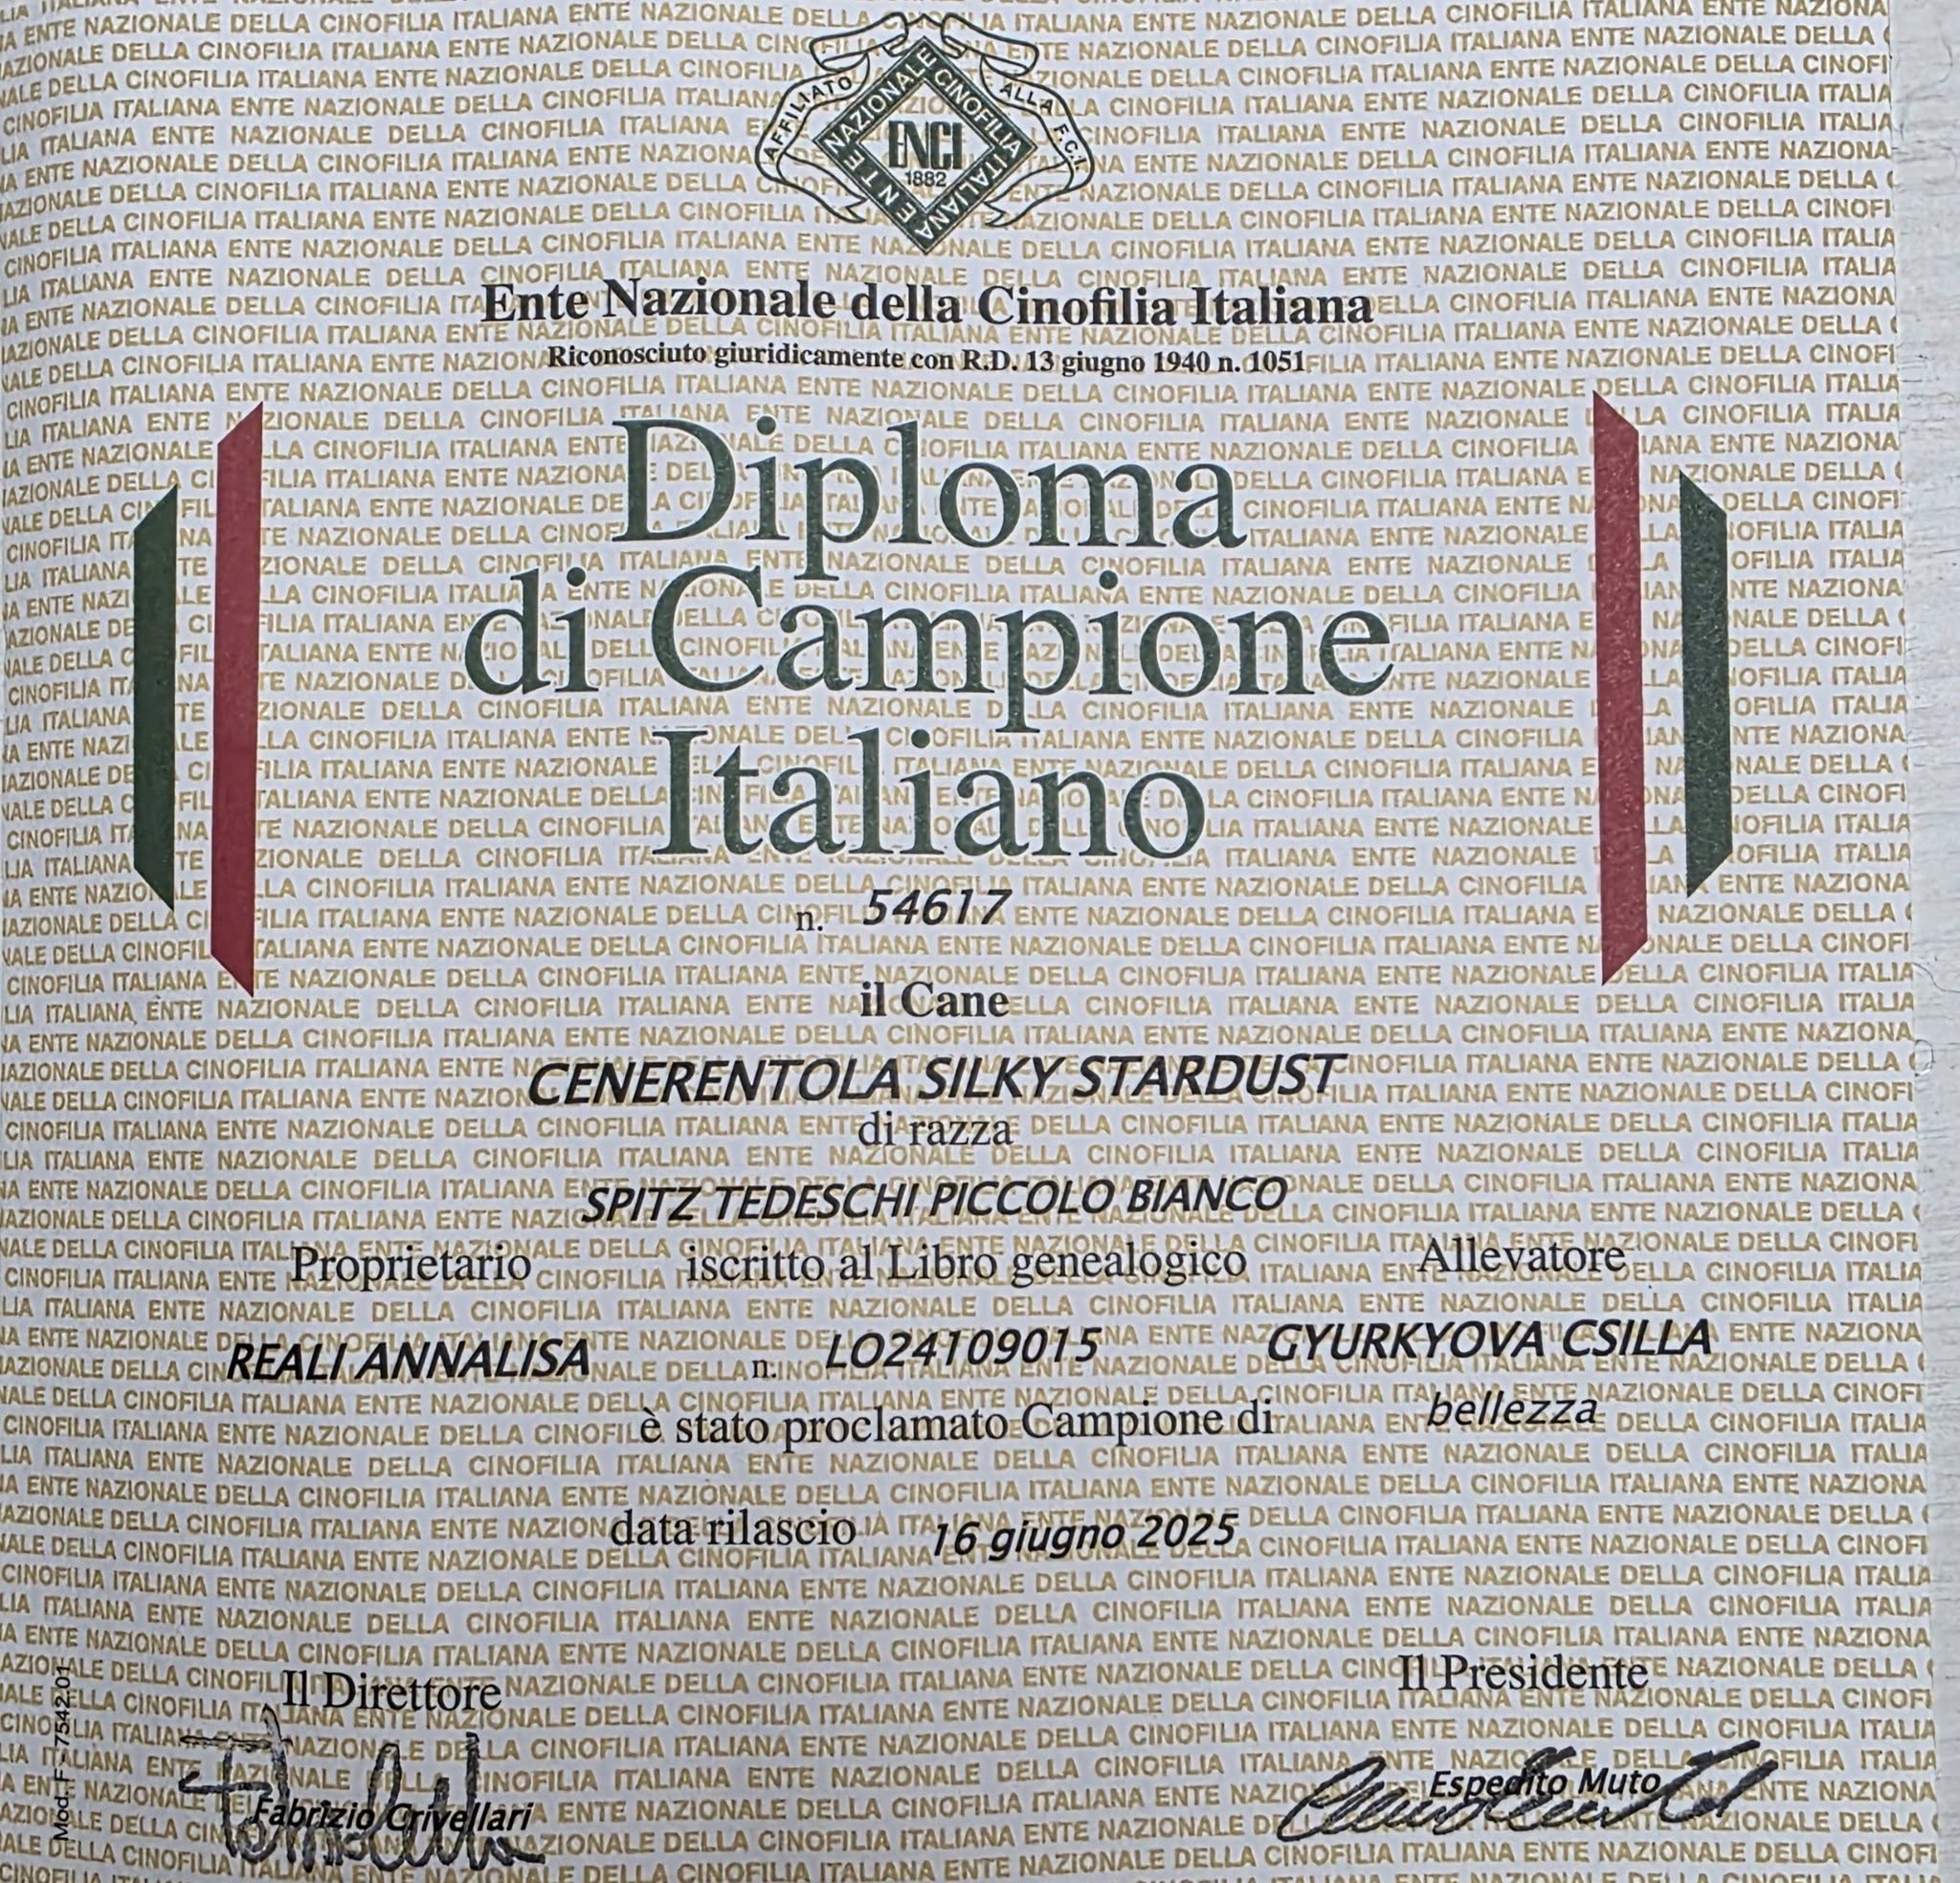 AFFILIATO ALLA F.C.I.
ENTE NAZIONALE CINOFILIA ITALIANA
ENCI
1882
Ente Nazionale della Cinofilia Italiana
Riconosciuto giuridicamente con R.D. 13 giugno 1940 n.1051
Diploma
di Campione
Italiano
n. 54617
il Cane
CENERENTOLA SILKY STARDUST
di razza
SPITZ TEDESCHI PICCOLO BIANCO
Proprietario iscritto al Libro genealogico Allevatore
REALI ANNALISA n. LO24109015 GYURKYOVA CSILLA
è stato proclamato Campione di bellezza
data rilascio 16 giugno 2025
Il Direttore Il Presidente
Fabrizio Crivellari Espedito Muto
Mod. F - 7542.01